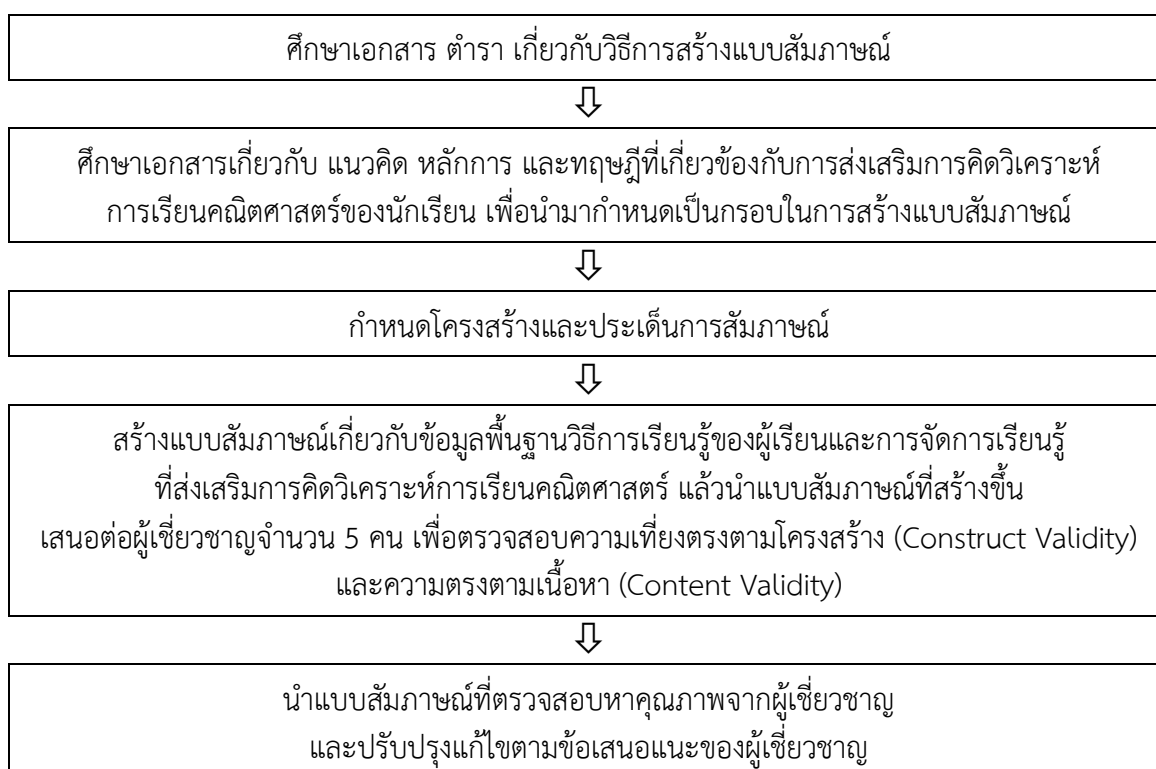 ศึกษาเอกสาร ตำรา เกี่ยวกับวิธีการสร้างแบบสัมภาษณ์
ศึกษาเอกสารเกี่ยวกับ แนวคิด หลักการ และทฤษฎีที่เกี่ยวข้องกับการส่งเสริมการคิดวิเคราะห์
การเรียนคณิตศาสตร์ของนักเรียน เพื่อนำมากำหนดเป็นกรอบในการสร้างแบบสัมภาษณ์
กำหนดโครงสร้างและประเด็นการสัมภาษณ์
สร้างแบบสัมภาษณ์เกี่ยวกับข้อมูลพื้นฐานวิธีการเรียนรู้ของผู้เรียนและการจัดการเรียนรู้
ที่ส่งเสริมการคิดวิเคราะห์การเรียนคณิตศาสตร์ แล้วนำแบบสัมภาษณ์ที่สร้างขึ้น
เสนอต่อผู้เชี่ยวชาญจำนวน 5 คน เพื่อตรวจสอบความเที่ยงตรงตามโครงสร้าง (Construct Validity)
และความตรงตามเนื้อหา (Content Validity)
นำแบบสัมภาษณ์ที่ตรวจสอบหาคุณภาพจากผู้เชี่ยวชาญ
และปรับปรุงแก้ไขตามข้อเสนอแนะของผู้เชี่ยวชาญ